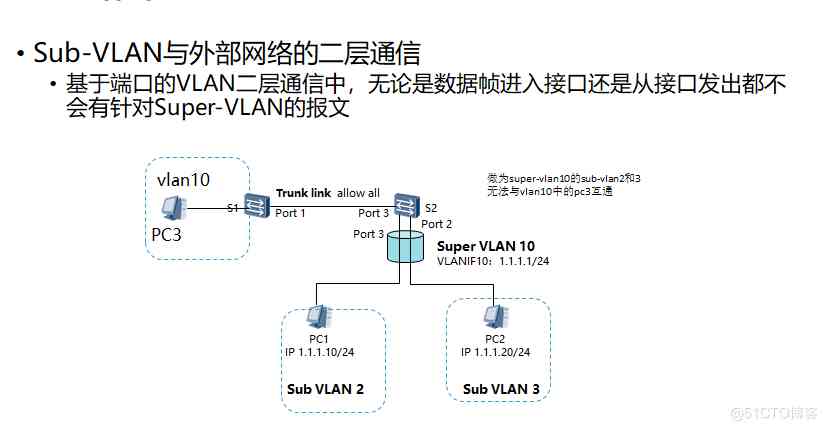 • Sub-VLAN与外部网络的二层通信
• 基于端口的VLAN二层通信中，无论是数据帧进入接口还是从接口发出都不
会有针对Super-VLAN的报文
vlan10
PC3
S1
Trunk link allow all
Port 1
Port 3
S2
Port 2
Port 3
做为super-vlan10的sub-vlan2和3
无法与vlan10中的pc3互通
Super VLAN 10
VLANIF10：1.1.1.1/24
PC1
IP 1.1.1.10/24
Sub VLAN 2
PC2
IP 1.1.1.20/24
Sub VLAN 3
@51CTO博客